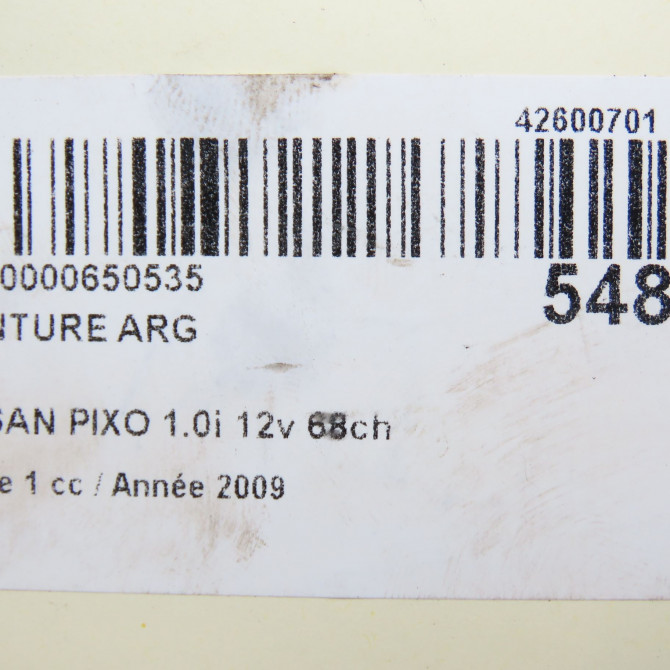 42600701
0000650535
548
NTURE ARG
SAN PIXO 1.0i 12v 68ch
e 1 cc / Année 2009